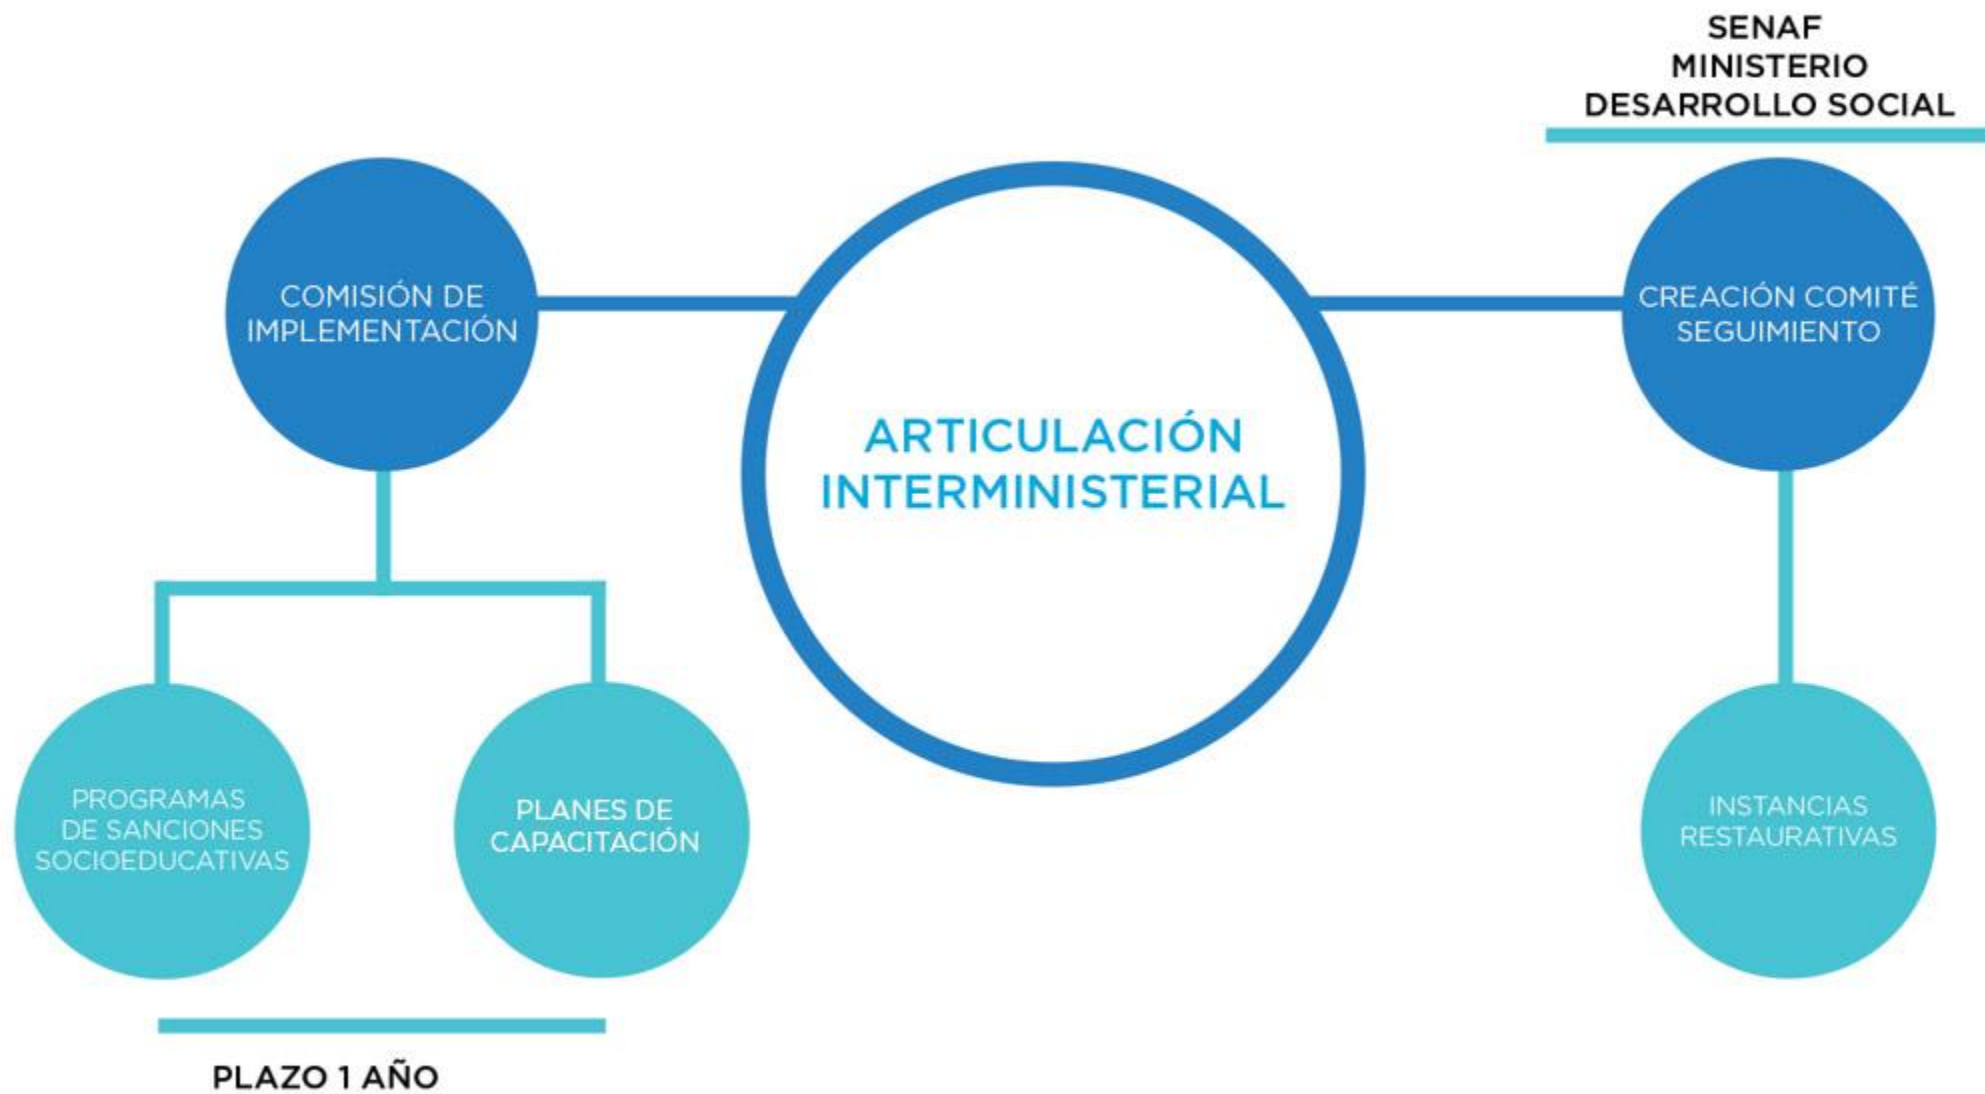 SENAF
MINISTERIO
DESARROLLO SOCIAL
COMISIÓN DE
IMPLEMENTACIÓN
ARTICULACIÓN
INTERMINISTERIAL
CREACIÓN COMITÉ
SEGUIMIENTO
PROGRAMAS
DE SANCIONES
SOCIOEDUCATIVAS
PLANES DE
CAPACITACIÓN
INSTANCIAS
RESTAURATIVAS
PLAZO 1 AÑO